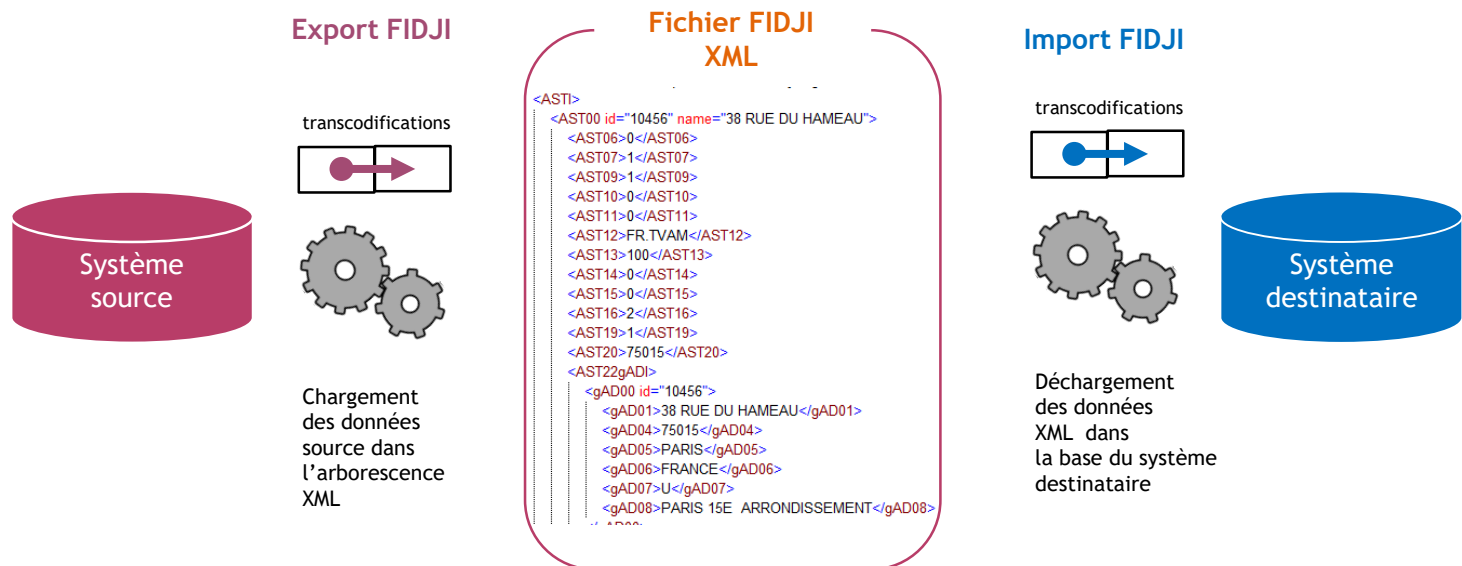 Export FIDJI
Fichier FIDJI
XML
Import FIDJI
transcodifications
Système
source
Chargement
des données
source dans
l'arborescence
XML
<ASTI>
<AST00 id="10456" name="38 RUE DU HAMEAU">
<AST06>0</AST06>
<AST07>1</AST07>
<AST09>1</AST09>
<AST10>0</AST10>
<AST11>0</AST11>
<AST12>FR.TVAM</AST12>
<AST13>100</AST13>
<AST14>0</AST14>
<AST15>0</AST15>
<AST16>2</AST16>
<AST19>1</AST19>
<AST20>75015</AST20>
<AST22gADI>
<gAD00 id="10456">
<gAD01>38 RUE DU HAMEAU</gAD01>
<gAD04>75015</gAD04>
<gAD05>PARIS</gAD05>
<gAD06>FRANCE</gAD06>
<gAD07>U</gAD07>
<gAD08>PARIS 15E  ARRONDISSEMENT</gAD08>
transcodifications
Système
destinataire
Déchargement
des données
XML  dans
la base du système
destinataire